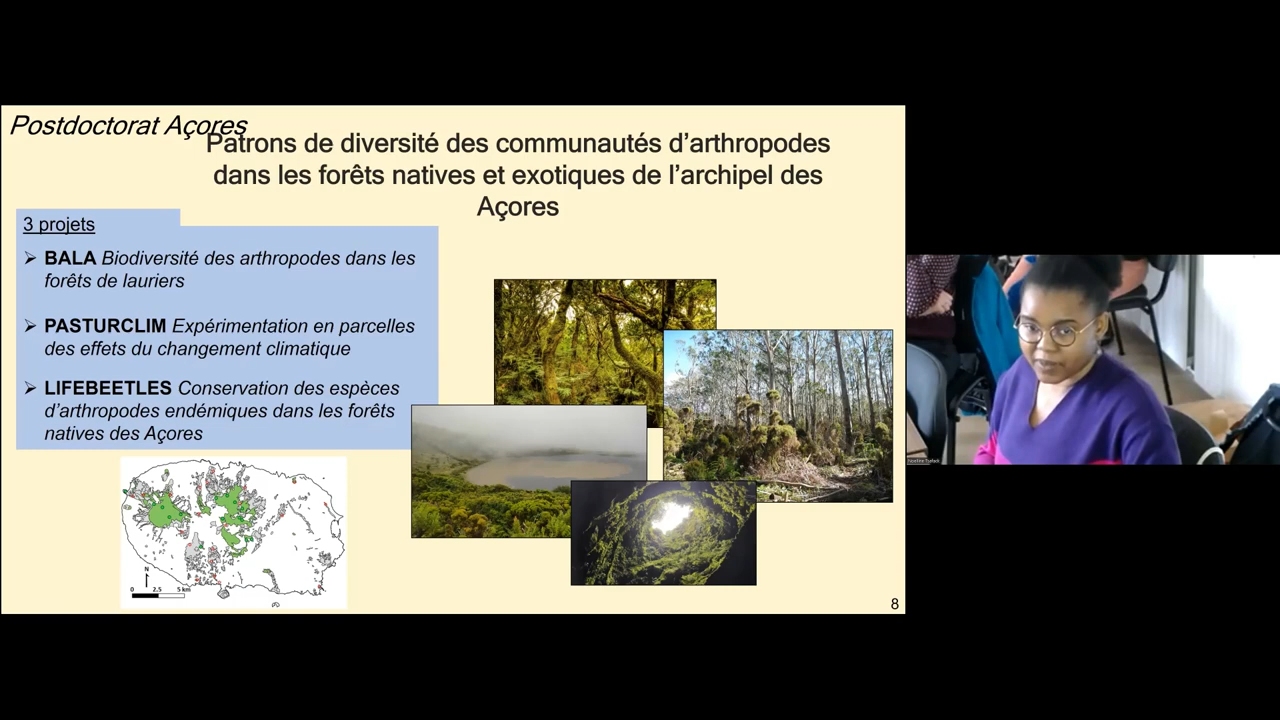 Postdoctorat Açores
Patrons de diversité des communautés d'arthropodes
dans les forêts natives et exotiques de l'archipel des
Açores
3 projets
➢ BALA Biodiversité des arthropodes dans les
forêts de lauriers
➢ PASTURCLIM Expérimentation en parcelles
des effets du changement climatique
➢ LIFEBEETLES Conservation des espèces
d'arthropodes endémiques dans les forêts
natives des Açores
N
0 2.5 5 km
8